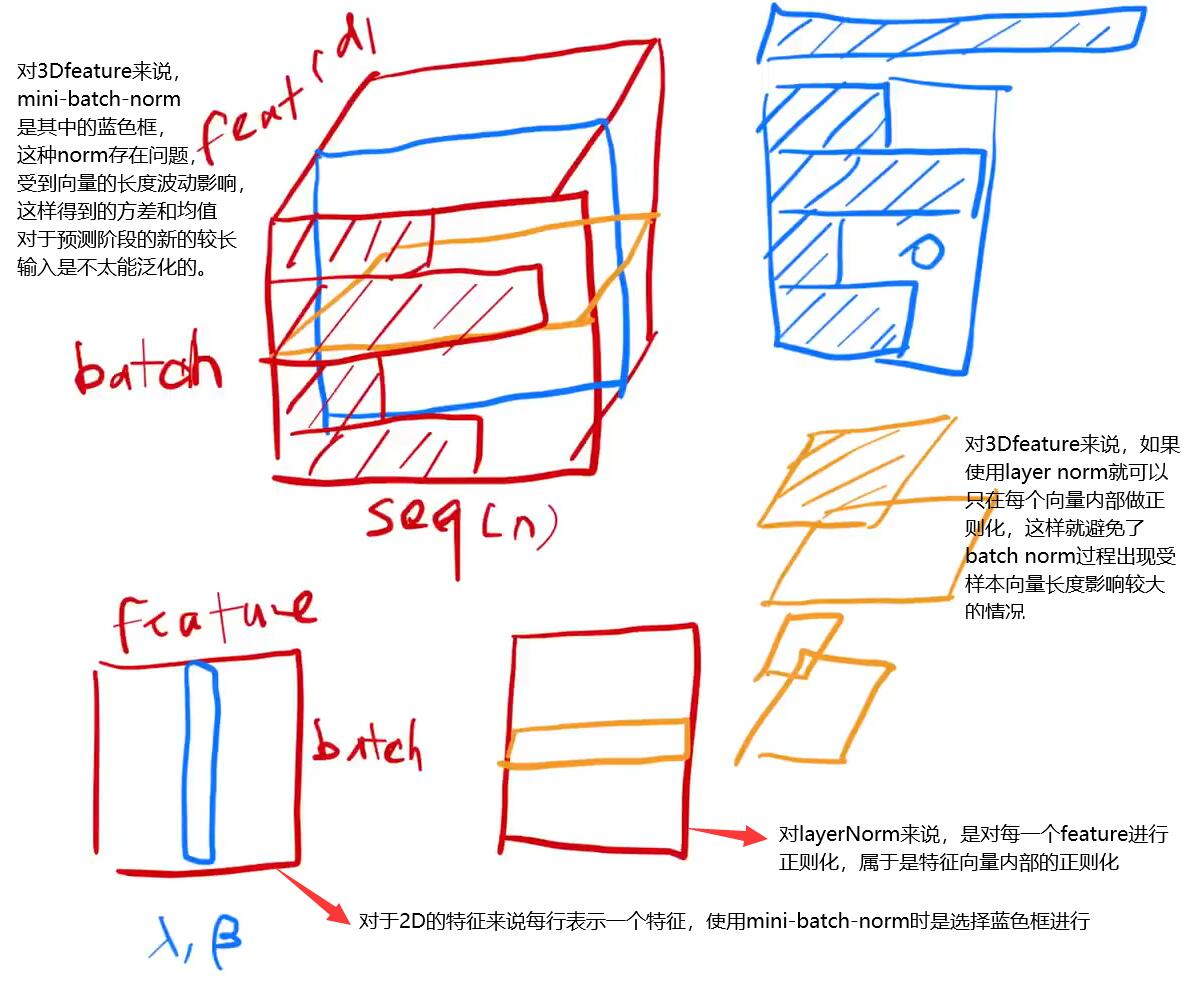 对3Dfeature来说，
mini-batch-norm
是其中的蓝色框，
这种norm存在问题，
受到向量的长度波动影响，
这样得到的方差和均值
对于预测阶段的新的较长
输入是不太能泛化的。
feat(d)
batch
seq(n)
0
对3Dfeature来说，如果
使用layer norm就可以
只在每个向量内部做正
则化，这样就避免了
batch norm过程出现受
样本向量长度影响较大
的情况
feature
batch
λ, β
对layerNorm来说，是对每一个feature进行
正则化，属于是特征向量内部的正则化
对于2D的特征来说每行表示一个特征，使用mini-batch-norm时是选择蓝色框进行